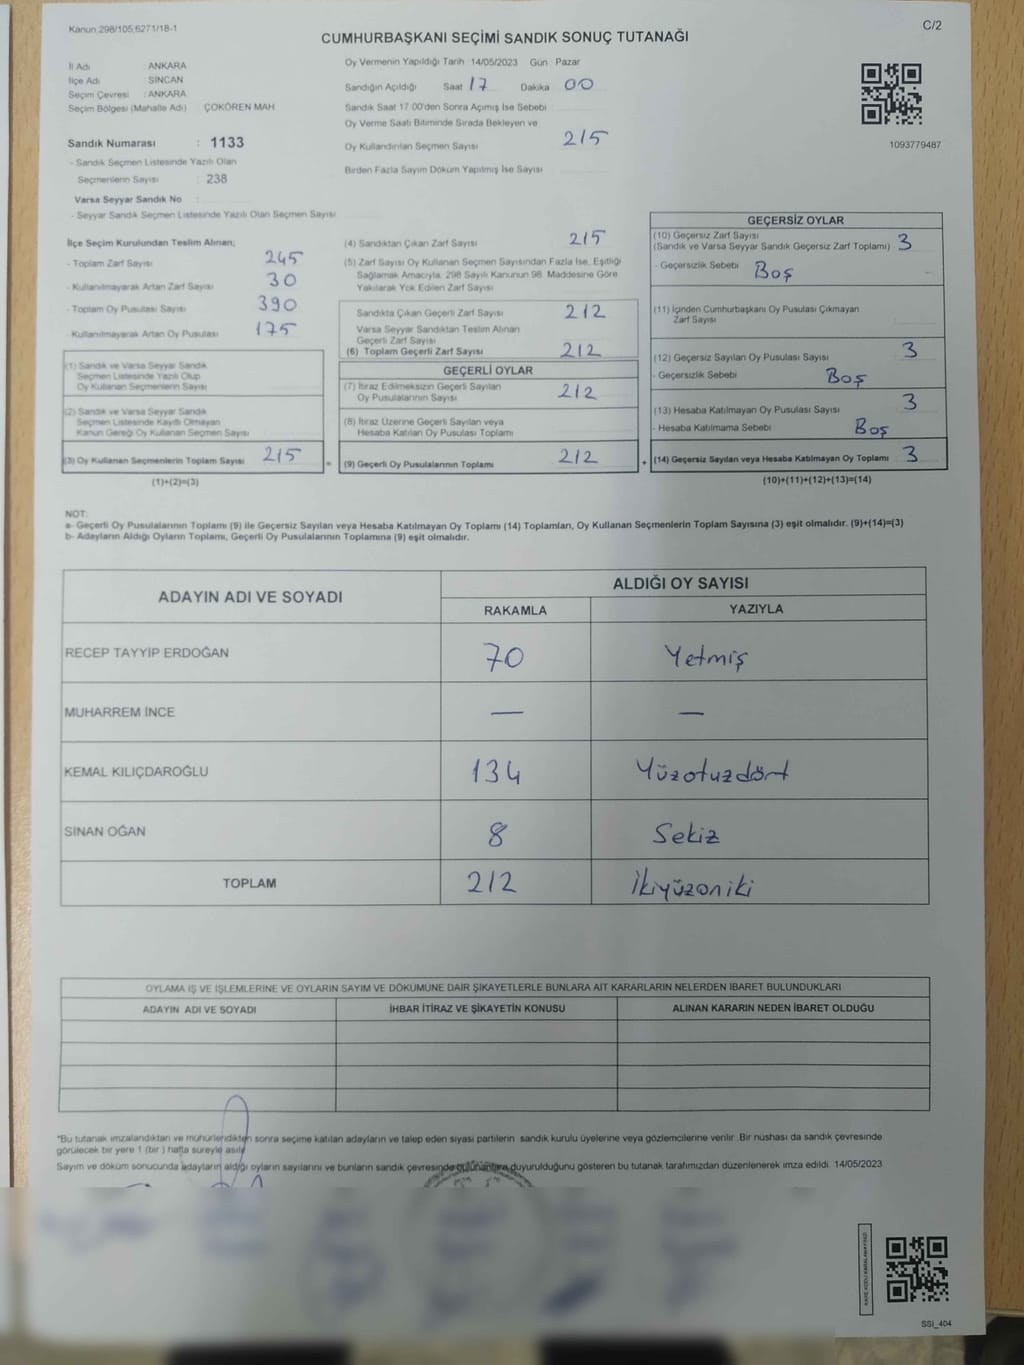 Kanun.298/105,6271/18-1
C/2
CUMHURBAŞKANI SEÇİMİ SANDIK SONUÇ TUTANAĞI
İl Adı : ANKARA
İlçe Adı : SİNCAN
Seçim Çevresi : ANKARA
Seçim Bölgesi (Mahalle Adı) : ÇOKÖREN MAH.
Sandık Numarası : 1133
- Sandık Seçmen Listesinde Yazılı Olan
Seçmenlerin Sayısı : 238
Varsa Seyyar Sandık No :
- Seyyar Sandık Seçmen Listesinde Yazılı Olan Seçmen Sayısı
Oy Vermenin Yapıldığı Tarih 14/05/2023 Gün : Pazar
Sandığın Açıldığı Saat 17 Dakika 00
Sandık Saat 17 00'den Sonra Açımış İse Sebebi
Oy Verme Saati Bitiminde Sırada Bekleyen ve
Oy Kullandırılan Seçmen Sayısı 215
Birden Fazla Sayım Döküm Yapılmış İse Sayısı
1093779487
İlçe Seçim Kurulundan Teslim Alınan;
- Toplam Zarf Sayısı 245
- Kullanılmayarak Artan Zarf Sayısı 30
- Toplam Oy Pusulası Sayısı 390
- Kullanılmayarak Artan Oy Pusulası 175
(1) Sandık ve Varsa Seyyar Sandık
Seçmen Listesinde Yazılı Olup
Oy Kullanan Seçmenlerin Sayısı
(2) Sandık ve Varsa Seyyar Sandık
Seçmen Listesinde Kayıtlı Olmayan
Kanun Gereği Oy Kullanan Seçmen Sayısı
(3) Oy Kullanan Seçmenlerin Toplam Sayısı 215
(1)+(2)=(3)
(4) Sandıktan Çıkan Zarf Sayısı 215
(5) Zarf Sayısı Oy Kullanan Seçmen Sayısından Fazla İse, Eşitliği
Sağlamak Amacıyla, 298 Sayılı Kanunun 98. Maddesine Göre
Yakılarak Yok Edilen Zarf Sayısı
Sandıkta Çıkan Geçerli Zarf Sayısı 212
Varsa Seyyar Sandıktan Teslim Alınan
Geçerli Zarf Sayısı
(6) Toplam Geçerli Zarf Sayısı 212
GEÇERLİ OYLAR
(7) İtiraz Edilmeksizin Geçerli Sayılan
Oy Pusulalarının Sayısı 212
(8) İtiraz Üzerine Geçerli Sayılan veya
Hesaba Katılan Oy Pusulası Toplamı
= (9) Geçerli Oy Pusulalarının Toplamı 212
GEÇERSİZ OYLAR
(10) Geçersiz Zarf Sayısı
(Sandık ve Varsa Seyyar Sandık Geçersiz Zarf Toplamı) 3
- Geçersizlik Sebebi Boş
(11) İçinden Cumhurbaşkanı Oy Pusulası Çıkmayan
Zarf Sayısı
(12) Geçersiz Sayılan Oy Pusulası Sayısı 3
- Geçersizlik Sebebi Boş
(13) Hesaba Katılmayan Oy Pusulası Sayısı 3
- Hesaba Katılmama Sebebi Boş
+ (14) Geçersiz Sayılan veya Hesaba Katılmayan Oy Toplamı 3
(10)+(11)+(12)+(13)=(14)
NOT:
a- Geçerli Oy Pusulalarının Toplamı (9) ile Geçersiz Sayılan veya Hesaba Katılmayan Oy Toplamı (14) Toplamları, Oy Kullanan Seçmenlerin Toplam Sayısına (3) eşit olmalıdır. (9)+(14)=(3)
b- Adayların Aldığı Oyların Toplamı, Geçerli Oy Pusulalarının Toplamına (9) eşit olmalıdır.
ADAYIN ADI VE SOYADI
ALDIĞI OY SAYISI
RAKAMLA YAZIYLA
RECEP TAYYİP ERDOĞAN 70 Yetmiş
MUHARREM İNCE — —
KEMAL KILIÇDAROĞLU 134 Yüzotuzdört
SİNAN OĞAN 8 Sekiz
TOPLAM 212 İkiyüzoniki
OYLAMA İŞ VE İŞLEMLERİNE VE OYLARIN SAYIM VE DÖKÜMÜNE DAİR ŞİKAYETLERLE BUNLARA AİT KARARLARIN NELERDEN İBARET BULUNDUKLARI
ADAYIN ADI VE SOYADI İHBAR İTİRAZ VE ŞİKAYETİN KONUSU ALINAN KARARIN NEDEN İBARET OLDUĞU
*Bu tutanak imzalandıktan ve mühürlendikten sonra seçime katılan adayların ve talep eden siyasi partilerin sandık kurulu üyelerine veya gözlemcilerine verilir. Bir nüshası da sandık çevresinde
görülecek bir yere 1 (bir ) hafta süreyle asılır.
Sayım ve döküm sonucunda adayların aldığı oyların sayılarını ve bunların sandık çevresinde bulunanlara duyurulduğunu gösteren bu tutanak tarafımızdan düzenlenerek imza edildi. 14/05/2023
SSI_404